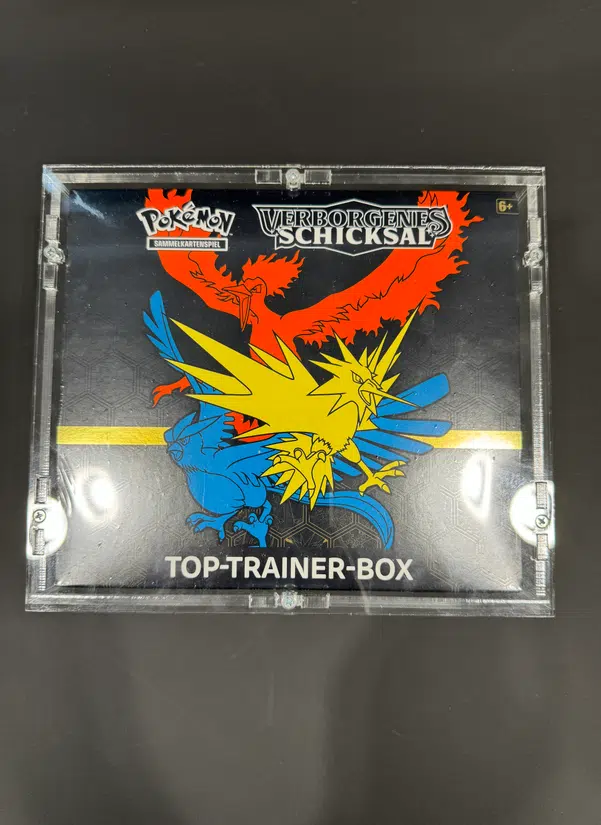 Pokémon
SAMMELKARTENSPIEL
VERBORGENES
SCHICKSAL
6+
TOP-TRAINER-BOX